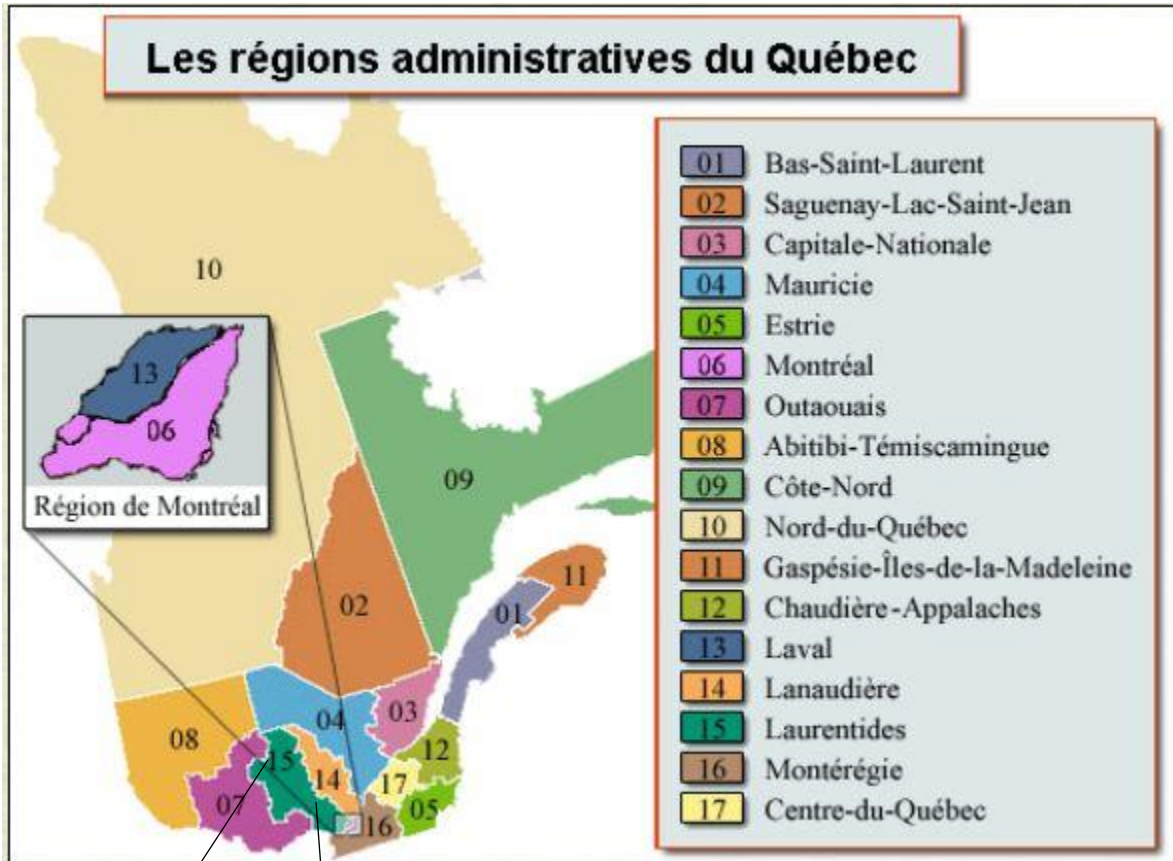 Les régions administratives du Québec
01 Bas-Saint-Laurent
02 Saguenay-Lac-Saint-Jean
03 Capitale-Nationale
04 Mauricie
05 Estrie
06 Montréal
07 Outaouais
08 Abitibi-Témiscamingue
09 Côte-Nord
10 Nord-du-Québec
11 Gaspésie-Îles-de-la-Madeleine
12 Chaudière-Appalaches
13 Laval
14 Lanaudière
15 Laurentides
16 Montérégie
17 Centre-du-Québec
10
13
06
Région de Montréal
09
11
01
02
03
04
08
12
15
14
17
07
05
16